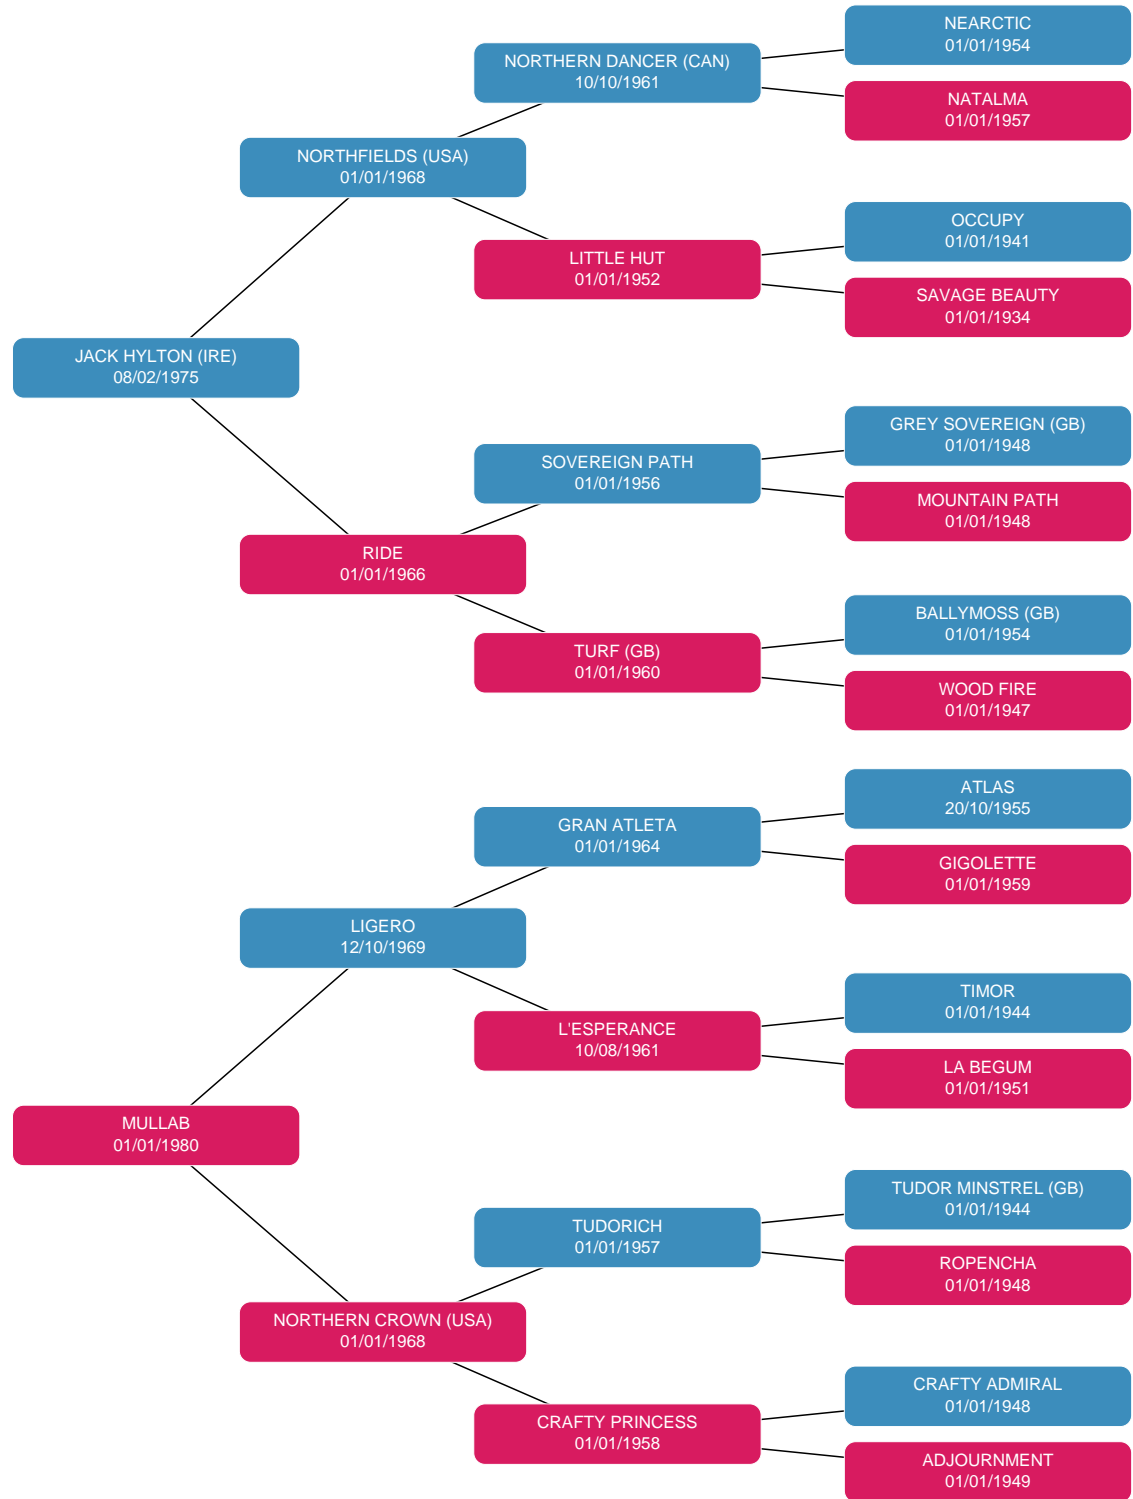 NEARCTIC
01/01/1954
NORTHERN DANCER (CAN)
10/10/1961
NATALMA
01/01/1957
NORTHFIELDS (USA)
01/01/1968
OCCUPY
01/01/1941
LITTLE HUT
01/01/1952
SAVAGE BEAUTY
01/01/1934
JACK HYLTON (IRE)
08/02/1975
GREY SOVEREIGN (GB)
01/01/1948
SOVEREIGN PATH
01/01/1956
MOUNTAIN PATH
01/01/1948
RIDE
01/01/1966
BALLYMOSS (GB)
01/01/1954
TURF (GB)
01/01/1960
WOOD FIRE
01/01/1947
ATLAS
20/10/1955
GRAN ATLETA
01/01/1964
GIGOLETTE
01/01/1959
LIGERO
12/10/1969
TIMOR
01/01/1944
L'ESPERANCE
10/08/1961
LA BEGUM
01/01/1951
MULLAB
01/01/1980
TUDOR MINSTREL (GB)
01/01/1944
TUDORICH
01/01/1957
ROPENCHA
01/01/1948
NORTHERN CROWN (USA)
01/01/1968
CRAFTY ADMIRAL
01/01/1948
CRAFTY PRINCESS
01/01/1958
ADJOURNMENT
01/01/1949